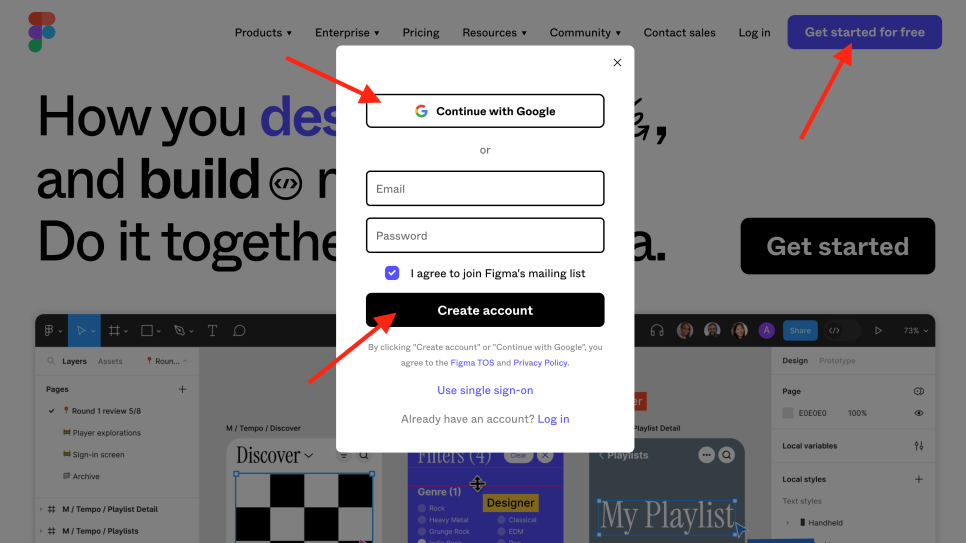 Products
Enterprise
Pricing
Resources
Community
Contact sales
Log in
Get started for free
How you des
,
and build
Do it togethe
a.
Get started
Continue with Google
or
Email
Password
I agree to join Figma's mailing list
Create account
By clicking "Create account" or "Continue with Google", you
agree to the Figma TOS and Privacy Policy.
Use single sign-on
Already have an account? Log in
A
Share
73%
Layers
Assets
Roun...
Pages
Round 1 review 5/8
Player explorations
Sign-in screen
Archive
M / Tempo / Playlist Detail
M / Tempo / Playlists
M / Tempo / Discover
Discover
Filters (4)
Clear
Genre (1)
Rock
Heavy Metal
Grunge Rock
Classical
EDM
Designer
Playlist Detail
Playlists
My Playlist
Design
Prototype
Page
E0E0E0
100%
Local variables
Local styles
Text styles
Handheld